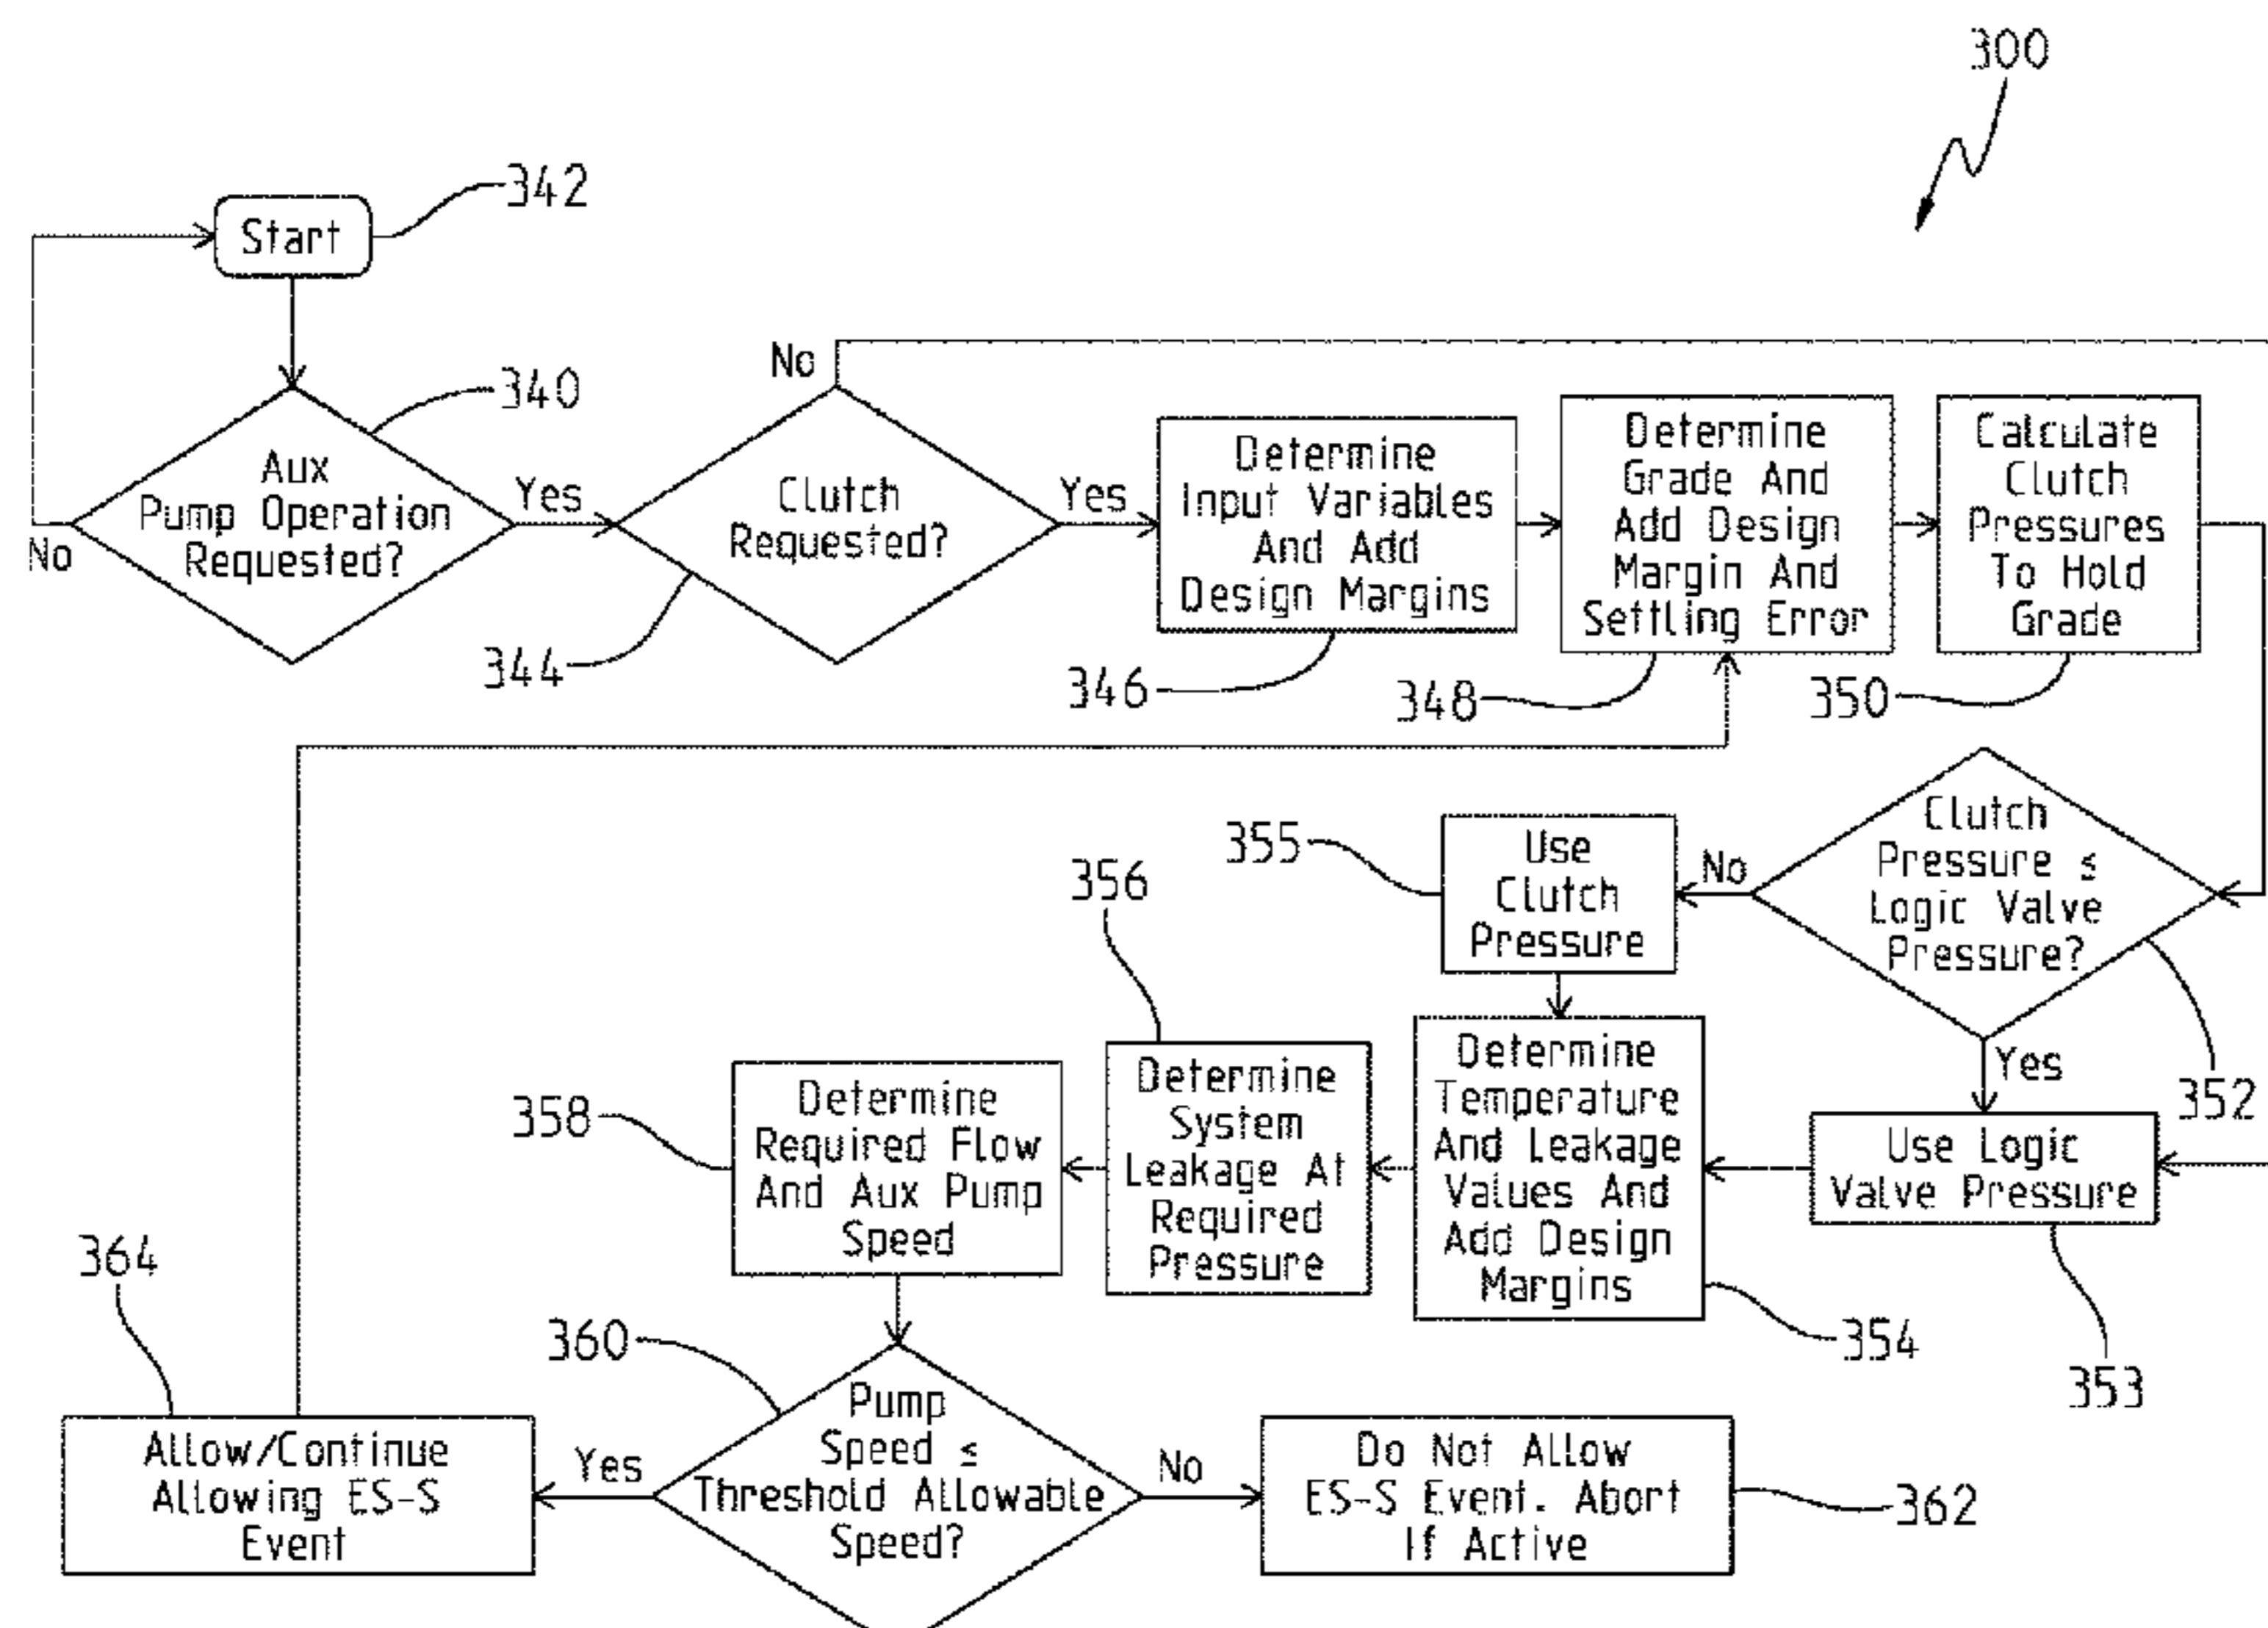 300
342
Start
340
Aux
Pump Operation
Requested?
No
Yes
344
Clutch
Requested?
No
Yes
Determine
Input Variables
And Add
Design Margins
346
Determine
Grade And
Add Design
Margin And
Settling Error
348
Calculate
Clutch
Pressures
To Hold
Grade
350
Clutch
Pressure ≤
Logic Valve
Pressure?
352
No
Yes
355
Use
Clutch
Pressure
Use Logic
Valve Pressure
353
Determine
Temperature
And Leakage
Values And
Add Design
Margins
354
356
Determine
System
Leakage At
Required
Pressure
358
Determine
Required Flow
And Aux Pump
Speed
360
Pump
Speed ≤
Threshold Allowable
Speed?
Yes
No
364
Allow/Continue
Allowing ES-S
Event
Do Not Allow
ES-S Event. Abort
If Active
362